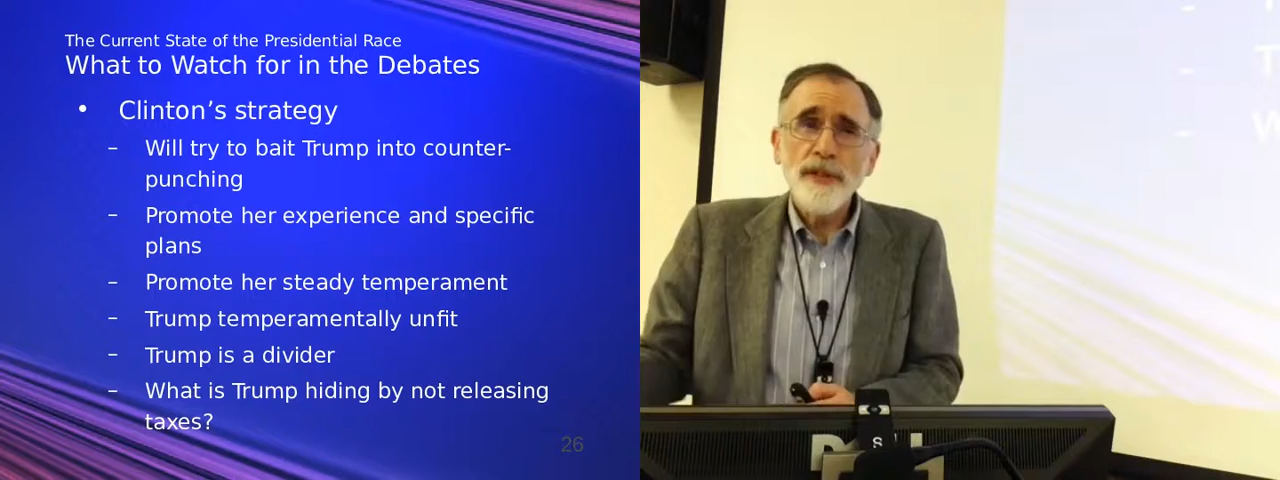 The Current State of the Presidential Race
What to Watch for in the Debates
• Clinton’s strategy
– Will try to bait Trump into counter-
punching
– Promote her experience and specific
plans
– Promote her steady temperament
– Trump temperamentally unfit
– Trump is a divider
– What is Trump hiding by not releasing
taxes?
26